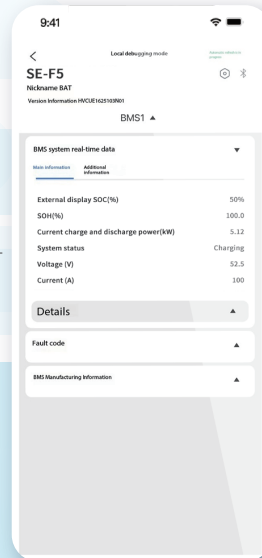 9:41
Local debugging mode
SE-F5
Nickname BAT
Version Information HVCUE1625103N01
BMS1 ▲
BMS system real-time data ▼
Main information Additional information
External display SOC(%) 50%
SOH(%) 100.0
Current charge and discharge power(kW) 5.12
System status Charging
Voltage (V) 52.5
Current (A) 100
Details ▲
Fault code ▲
BMS Manufacturing Information ▲